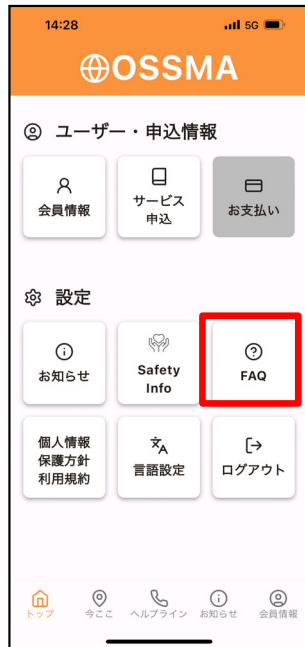 14:28
5G
OSSMA
ユーザー・申込情報
会員情報
サービス
申込
お支払い
設定
お知らせ
Safety
Info
FAQ
個人情報
保護方針
利用規約
言語設定
ログアウト
トップ
今ここ
ヘルプライン
お知らせ
会員情報